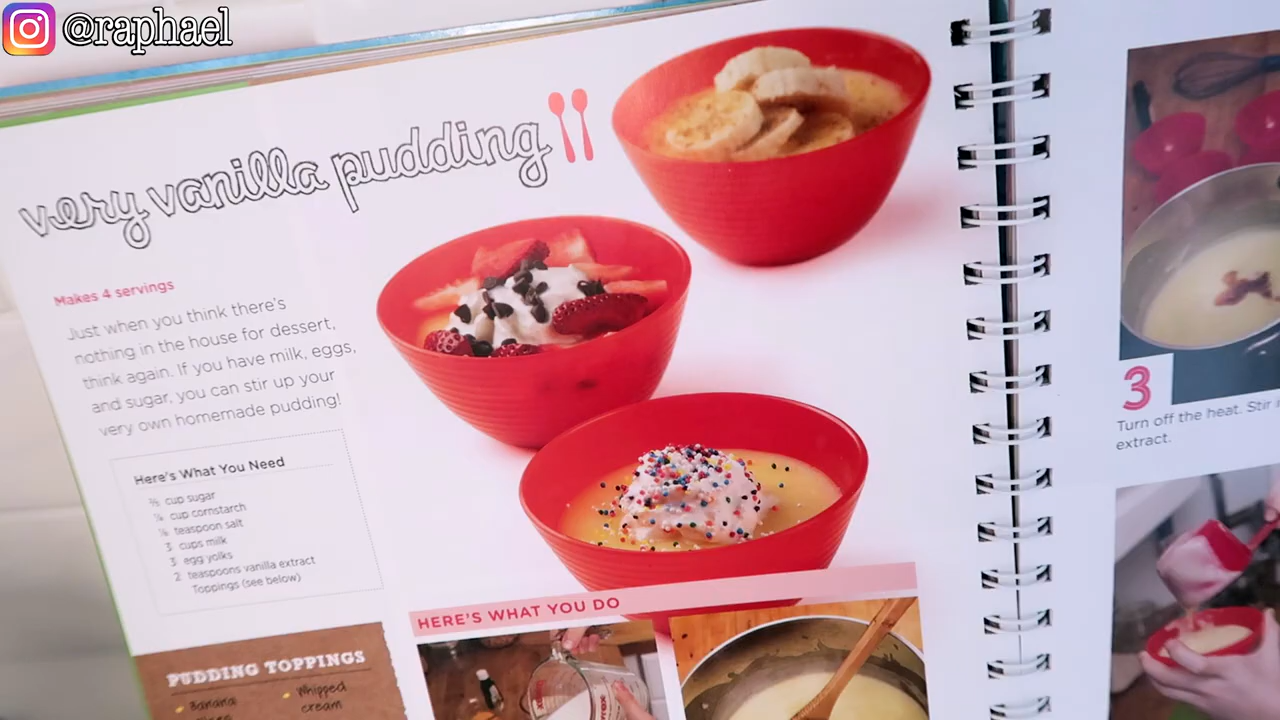 @raphael
very vanilla pudding
Makes 4 servings
Just when you think there's
nothing in the house for dessert,
think again. If you have milk, eggs,
and sugar, you can stir up your
very own homemade pudding!
Here's What You Need
cup sugar
¼ cup cornstarch
teaspoon salt
3 cups milk
3 egg yolks
2 teaspoons vanilla extract
Toppings (see below)
PUDDING TOPPINGS
Banana
Whipped
cream
HERE'S WHAT YOU DO
3
Turn off the heat. Stir
extract.